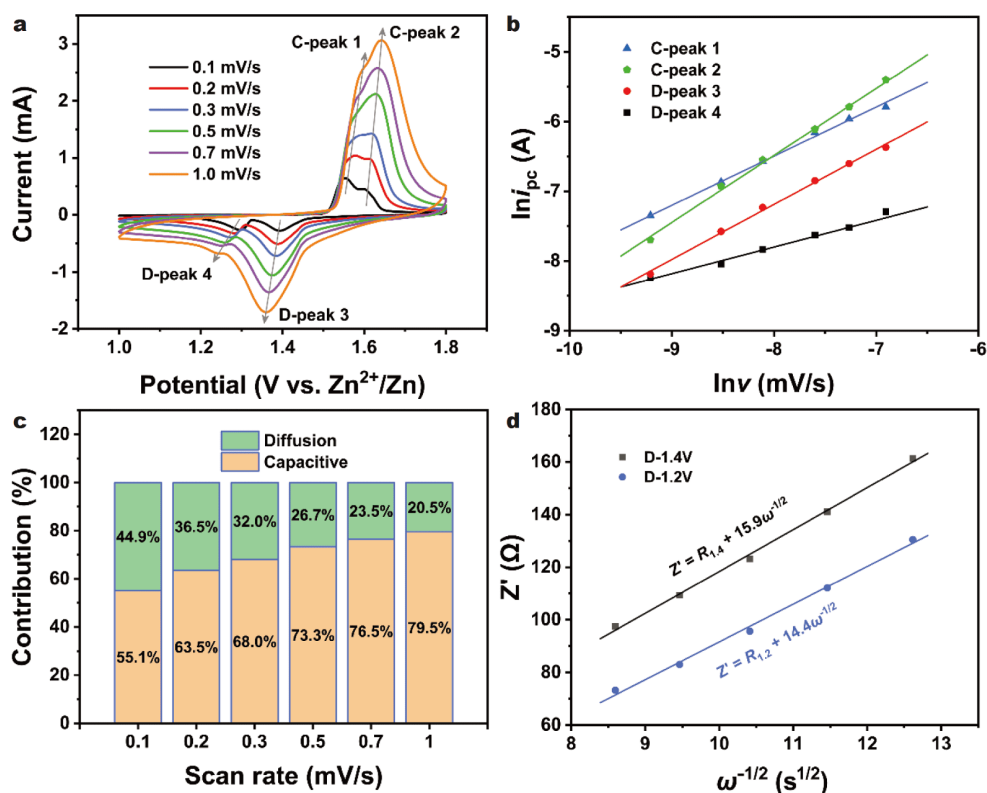 a
C-peak 1
C-peak 2
0.1 mV/s
0.2 mV/s
0.3 mV/s
0.5 mV/s
0.7 mV/s
1.0 mV/s
D-peak 4
D-peak 3
3
2
1
0
-1
-2
Current (mA)
1.0
1.2
1.4
1.6
1.8
Potential (V vs. Zn²⁺/Zn)
b
C-peak 1
C-peak 2
D-peak 3
D-peak 4
-5
-6
-7
-8
-9
lni_pc (A)
-10
-9
-8
-7
-6
lnv (mV/s)
c
Diffusion
Capacitive
120
100
80
60
40
20
0
Contribution (%)
44.9%
36.5%
32.0%
26.7%
23.5%
20.5%
55.1%
63.5%
68.0%
73.3%
76.5%
79.5%
0.1
0.2
0.3
0.5
0.7
1
Scan rate (mV/s)
d
D-1.4V
D-1.2V
180
160
140
120
100
80
60
Z' (Ω)
Z' = R₁.₄ + 15.9ω⁻¹/²
Z' = R₁.₂ + 14.4ω⁻¹/²
8
9
10
11
12
13
ω⁻¹/² (s¹/²)